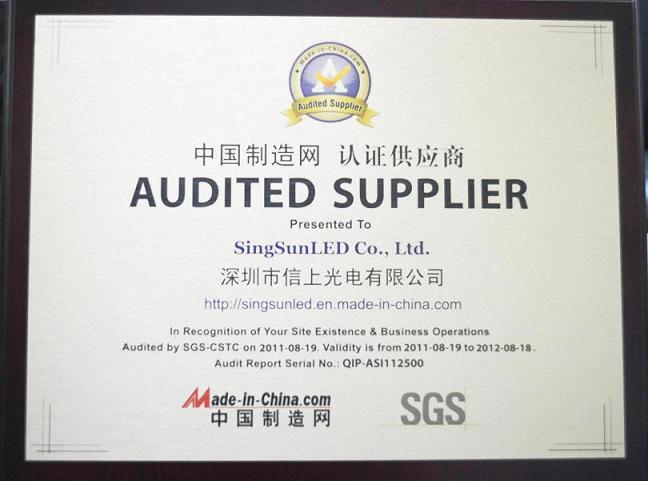 Made-in-China.com
A
Audited Supplier
中国制造网 认证供应商
AUDITED SUPPLIER
Presented To
SingSunLED Co., Ltd.
深圳市信上光电有限公司
http://singsunled.en.made-in-china.com
In Recognition of Your Site Existence & Business Operations
Audited by SGS-CSTC on 2011-08-19. Validity is from 2011-08-19 to 2012-08-18.
Audit Report Serial No.: QIP-ASI112500
Made-in-China.com
中国制造网
SGS